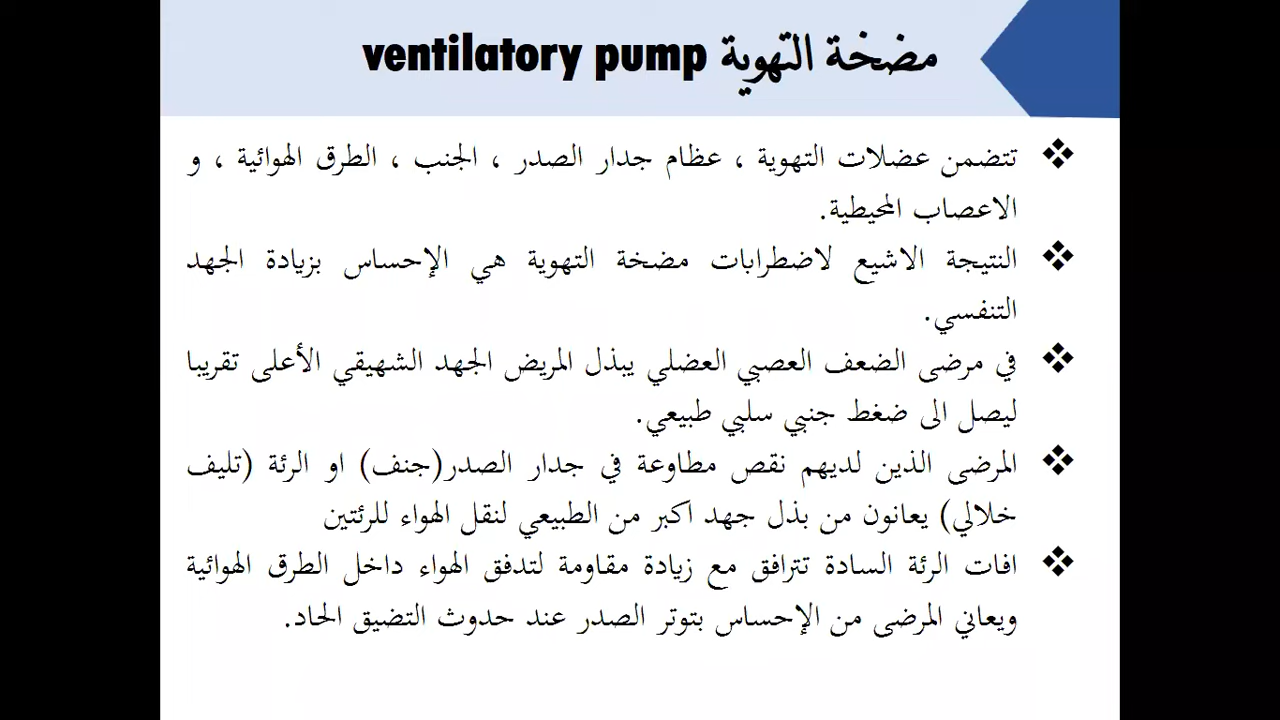 مضخة التهوية ventilatory pump
❖ تتضمن عضلات التهوية ، عظام جدار الصدر ، الجنب ، الطرق الهوائية ، و
الاعصاب المحيطية.
❖ النتيجة الاشيع لاضطرابات مضخة التهوية هي الإحساس بزيادة الجهد
التنفسي.
❖ في مرضى الضعف العصبي العضلي يبذل المريض الجهد الشهيقي الأعلى تقريبا
ليصل الى ضغط جنبي سلبي طبيعي.
❖ المرضى الذين لديهم نقص مطاوعة في جدار الصدر(جنف) او الرئة (تليف
خلالي) يعانون من بذل جهد اكبر من الطبيعي لنقل الهواء للرئتين
❖ افات الرئة السادة تترافق مع زيادة مقاومة لتدفق الهواء داخل الطرق الهوائية
ويعاني المرضى من الإحساس بتوتر الصدر عند حدوث التضيق الحاد.